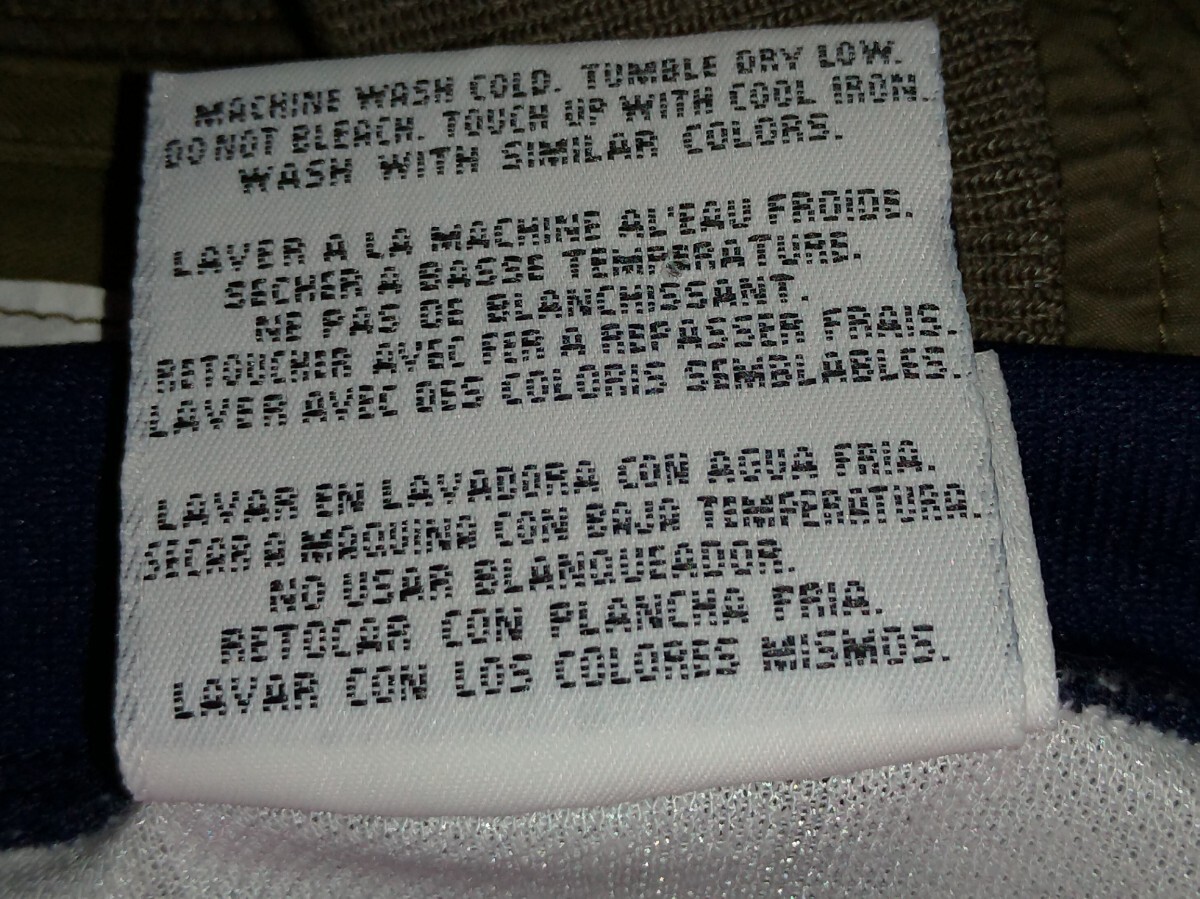 MACHINE WASH COLD. TUMBLE DRY LOW.
DO NOT BLEACH. TOUCH UP WITH COOL IRON.
WASH WITH SIMILAR COLORS.
LAVER A LA MACHINE AL'EAU FROIDE.
SECHER A BASSE TEMPERATURE.
NE PAS DE BLANCHISSANT.
RETOUCHER AVEC FER A REPASSER FRAIS.
LAVER AVEC DES COLORIS SEMBLABLES.
LAVAR EN LAVADORA CON AGUA FRIA.
SECAR A MAQUINA CON BAJA TEMFERATURA.
NO USAR BLANQUEADOR.
RETOCAR CON PLANCHA FRIA.
LAVAR CON LOS COLORES MISMOS.